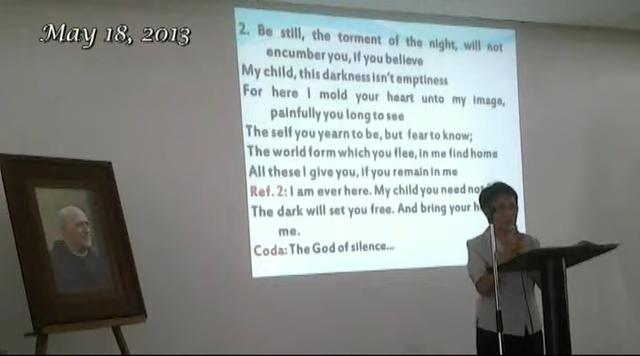 May 18, 2013
2. Be still, the torment of the night, will not
encumber you, if you believe
My child, this darkness isn't emptiness
For here I mold your heart unto my image,
painfully you long to see
The self you yearn to be, but fear to know;
The world form which you flee, in me find home
All these I give you, if you remain in me
Ref. 2: I am ever here. My child you need not
The dark will set you free. And bring your
me.
Coda: The God of silence...